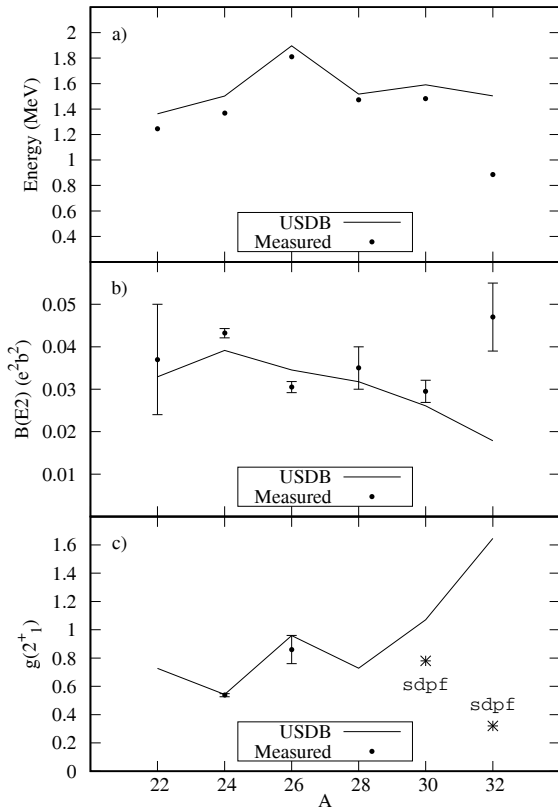 2
a)
1.8
1.6
1.4
1.2
1
0.8
0.6
0.4
Energy (MeV)
USDB
Measured
b)
0.05
0.04
0.03
0.02
0.01
B(E2) (e²b²)
USDB
Measured
c)
1.6
1.4
1.2
1
0.8
0.6
0.4
0.2
0
g(2⁺₁)
sdpf
sdpf
USDB
Measured
22 24 26 28 30 32
A